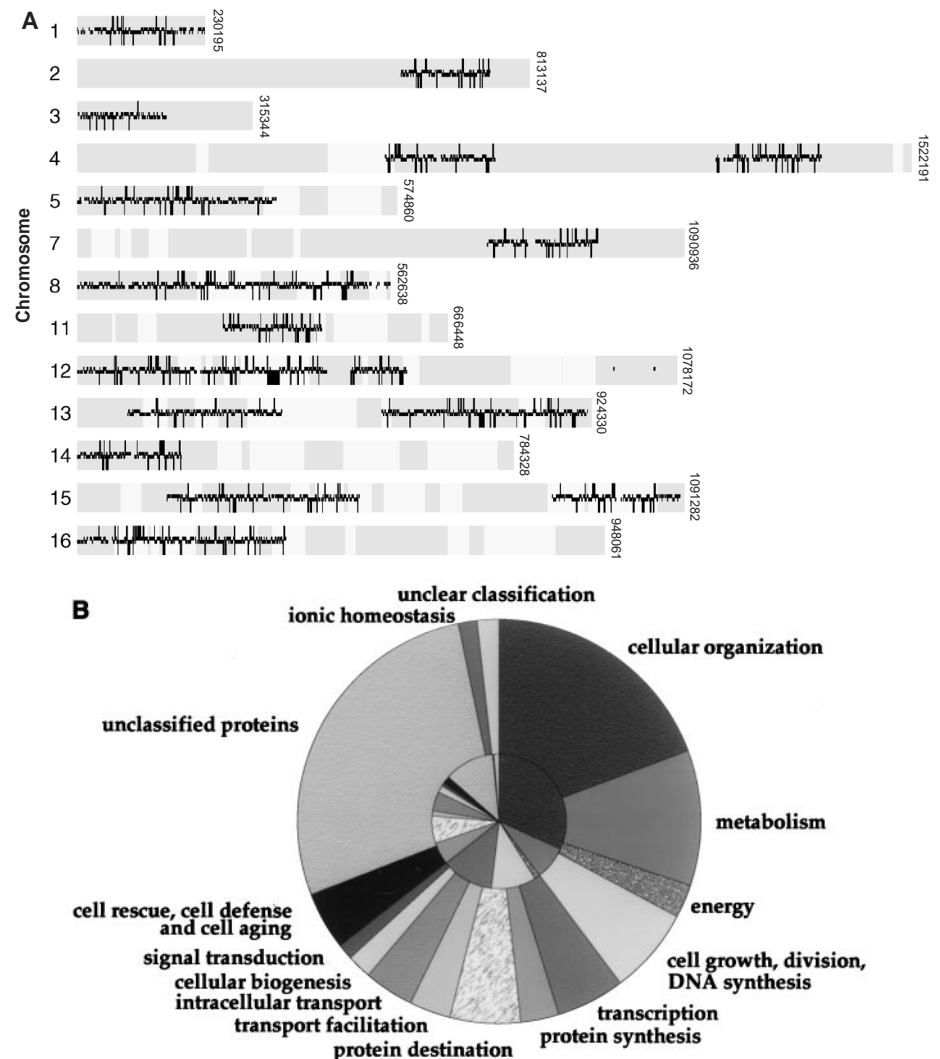 A
Chromosome
1 230195
2 813137
3 315344
4 1522191
5 574860
7 1090936
8 562638
11 666448
12 1078172
13 924330
14 784328
15 1091282
16 948061
B
unclear classification
ionic homeostasis
cellular organization
unclassified proteins
metabolism
energy
cell rescue, cell defense
and cell aging
cell growth, division,
DNA synthesis
signal transduction
cellular biogenesis
intracellular transport
transcription
transport facilitation
protein synthesis
protein destination